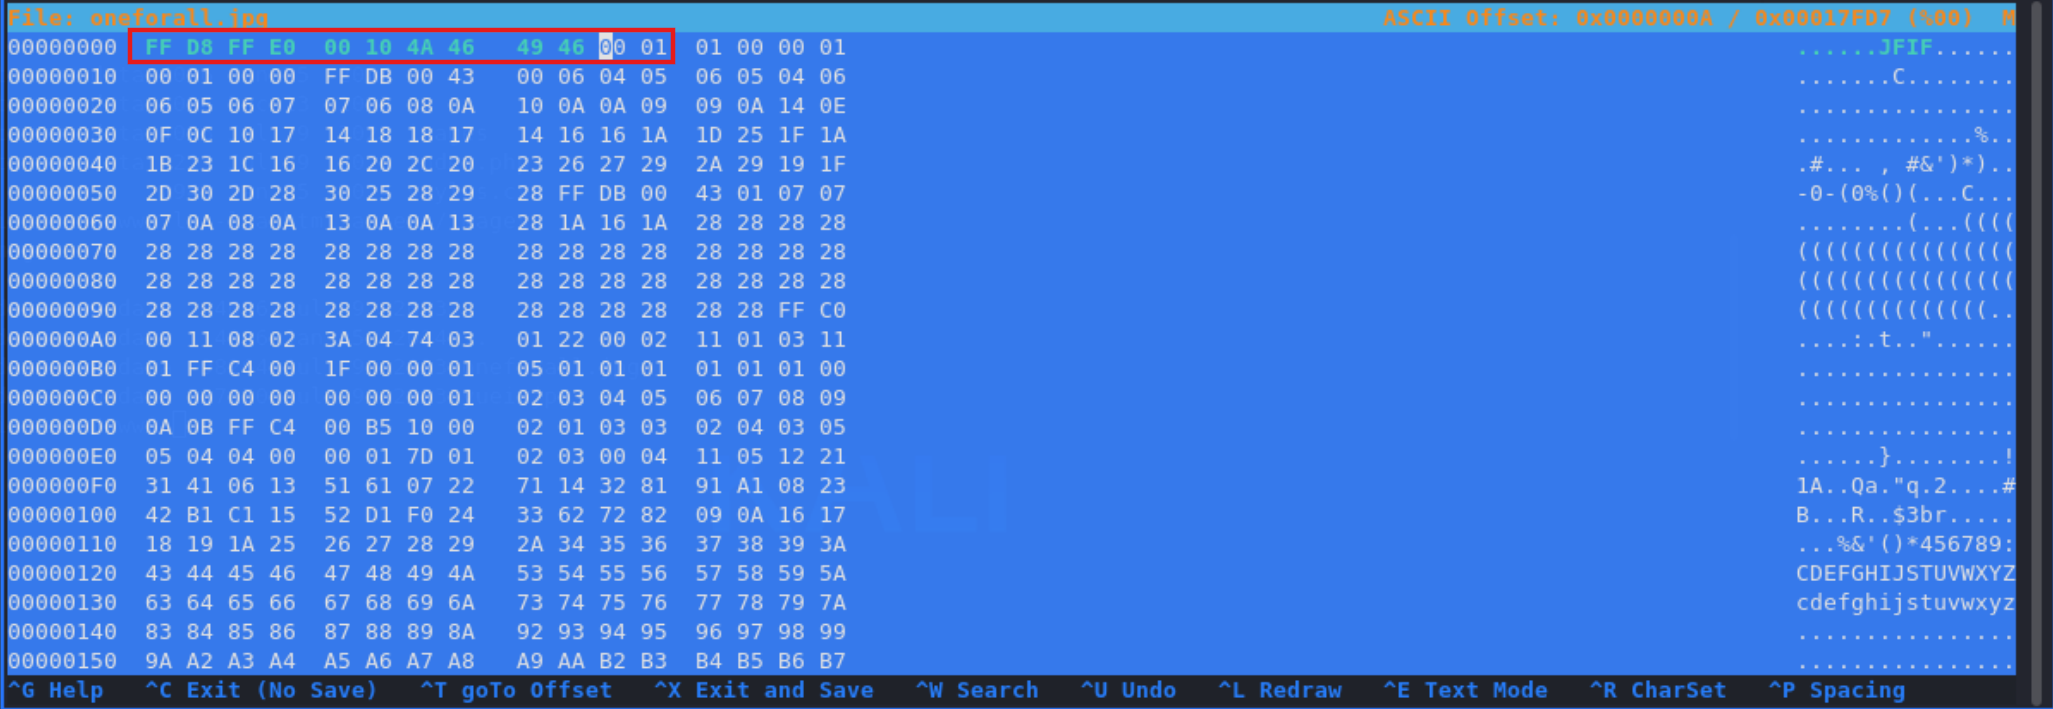 File: oneforall.jpg ASCII Offset: 0x0000000A / 0x00017FD7 (%00) M
00000000 FF D8 FF E0 00 10 4A 46 49 46 00 01 01 00 00 01 ......JFIF......
00000010 00 01 00 00 FF DB 00 43 00 06 04 05 06 05 04 06 .......C........
00000020 06 05 06 07 07 06 08 0A 10 0A 0A 09 09 0A 14 0E ................
00000030 0F 0C 10 17 14 18 18 17 14 16 16 1A 1D 25 1F 1A .............%..
00000040 1B 23 1C 16 16 20 2C 20 23 26 27 29 2A 29 19 1F .#... , #&')*)..
00000050 2D 30 2D 28 30 25 28 29 28 FF DB 00 43 01 07 07 -0-(0%()(...C...
00000060 07 0A 08 0A 13 0A 0A 13 28 1A 16 1A 28 28 28 28 ........(...((((
00000070 28 28 28 28 28 28 28 28 28 28 28 28 28 28 28 28 ((((((((((((((((
00000080 28 28 28 28 28 28 28 28 28 28 28 28 28 28 28 28 ((((((((((((((((
00000090 28 28 28 28 28 28 28 28 28 28 28 28 28 28 FF C0 ((((((((((((((..
000000A0 00 11 08 02 3A 04 74 03 01 22 00 02 11 01 03 11 ....:.t.."......
000000B0 01 FF C4 00 1F 00 00 01 05 01 01 01 01 01 01 00 ................
000000C0 00 00 00 00 00 00 00 01 02 03 04 05 06 07 08 09 ................
000000D0 0A 0B FF C4 00 B5 10 00 02 01 03 03 02 04 03 05 ................
000000E0 05 04 04 00 00 01 7D 01 02 03 00 04 11 05 12 21 ......}........!
000000F0 31 41 06 13 51 61 07 22 71 14 32 81 91 A1 08 23 1A..Qa."q.2....#
00000100 42 B1 C1 15 52 D1 F0 24 33 62 72 82 09 0A 16 17 B...R..$3br.....
00000110 18 19 1A 25 26 27 28 29 2A 34 35 36 37 38 39 3A ...%&'()*456789:
00000120 43 44 45 46 47 48 49 4A 53 54 55 56 57 58 59 5A CDEFGHIJSTUVWXYZ
00000130 63 64 65 66 67 68 69 6A 73 74 75 76 77 78 79 7A cdefghijstuvwxyz
00000140 83 84 85 86 87 88 89 8A 92 93 94 95 96 97 98 99 ................
00000150 9A A2 A3 A4 A5 A6 A7 A8 A9 AA B2 B3 B4 B5 B6 B7 ................
^G Help ^C Exit (No Save) ^T goTo Offset ^X Exit and Save ^W Search ^U Undo ^L Redraw ^E Text Mode ^R CharSet ^P Spacing